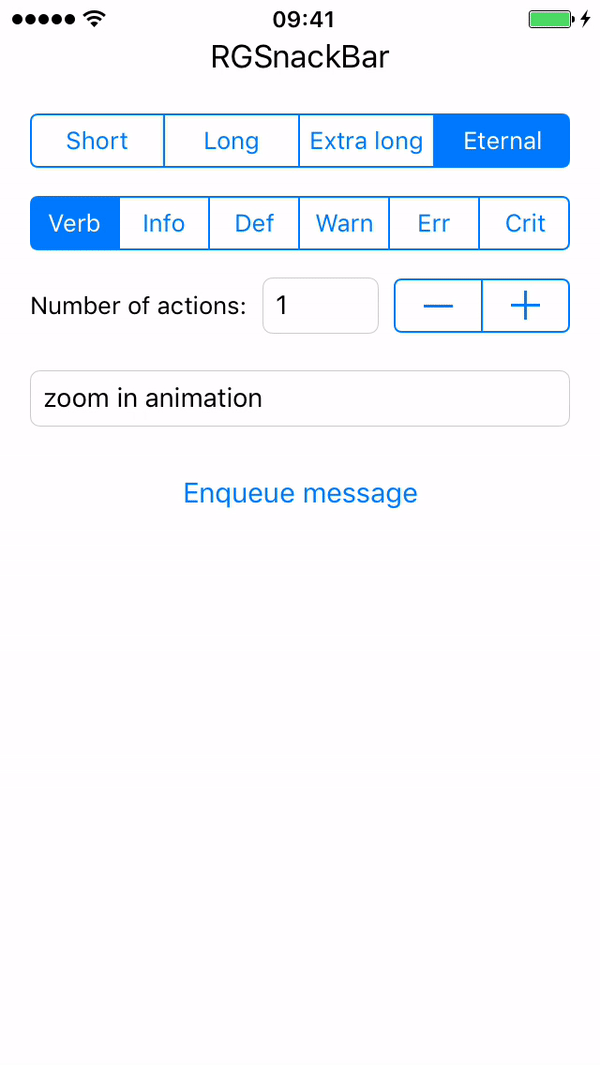 09:41
RGSnackBar
Short Long Extra long Eternal
Verb Info Def Warn Err Crit
Number of actions: 1
zoom in animation
Enqueue message